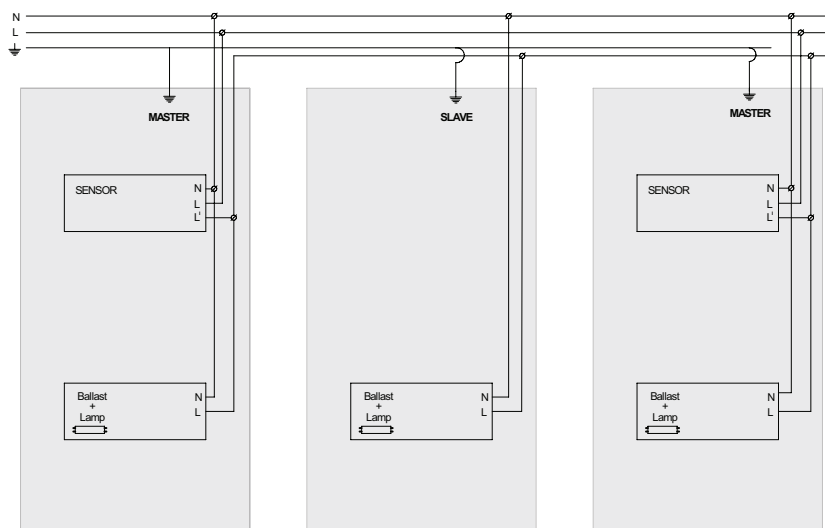 N
L
MASTER
SLAVE
MASTER
SENSOR
N
L
L'
SENSOR
N
L
L'
Ballast
+
Lamp
N
L
Ballast
+
Lamp
N
L
Ballast
+
Lamp
N
L